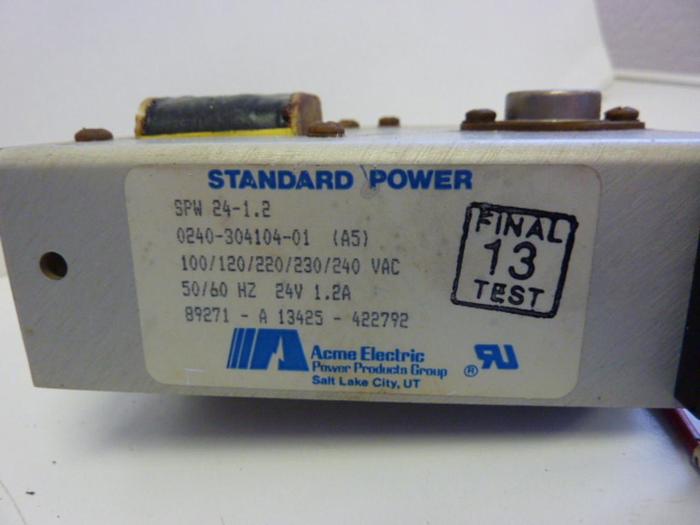 STANDARD POWER
SPW 24-1.2
0240-304104-01 (A5)
100/120/220/230/240 VAC
50/60 HZ 24V 1.2A
89271 - A 13425 - 422792
FINAL
13
TEST
Acme Electric
Power Products Group ®
Salt Lake City, UT